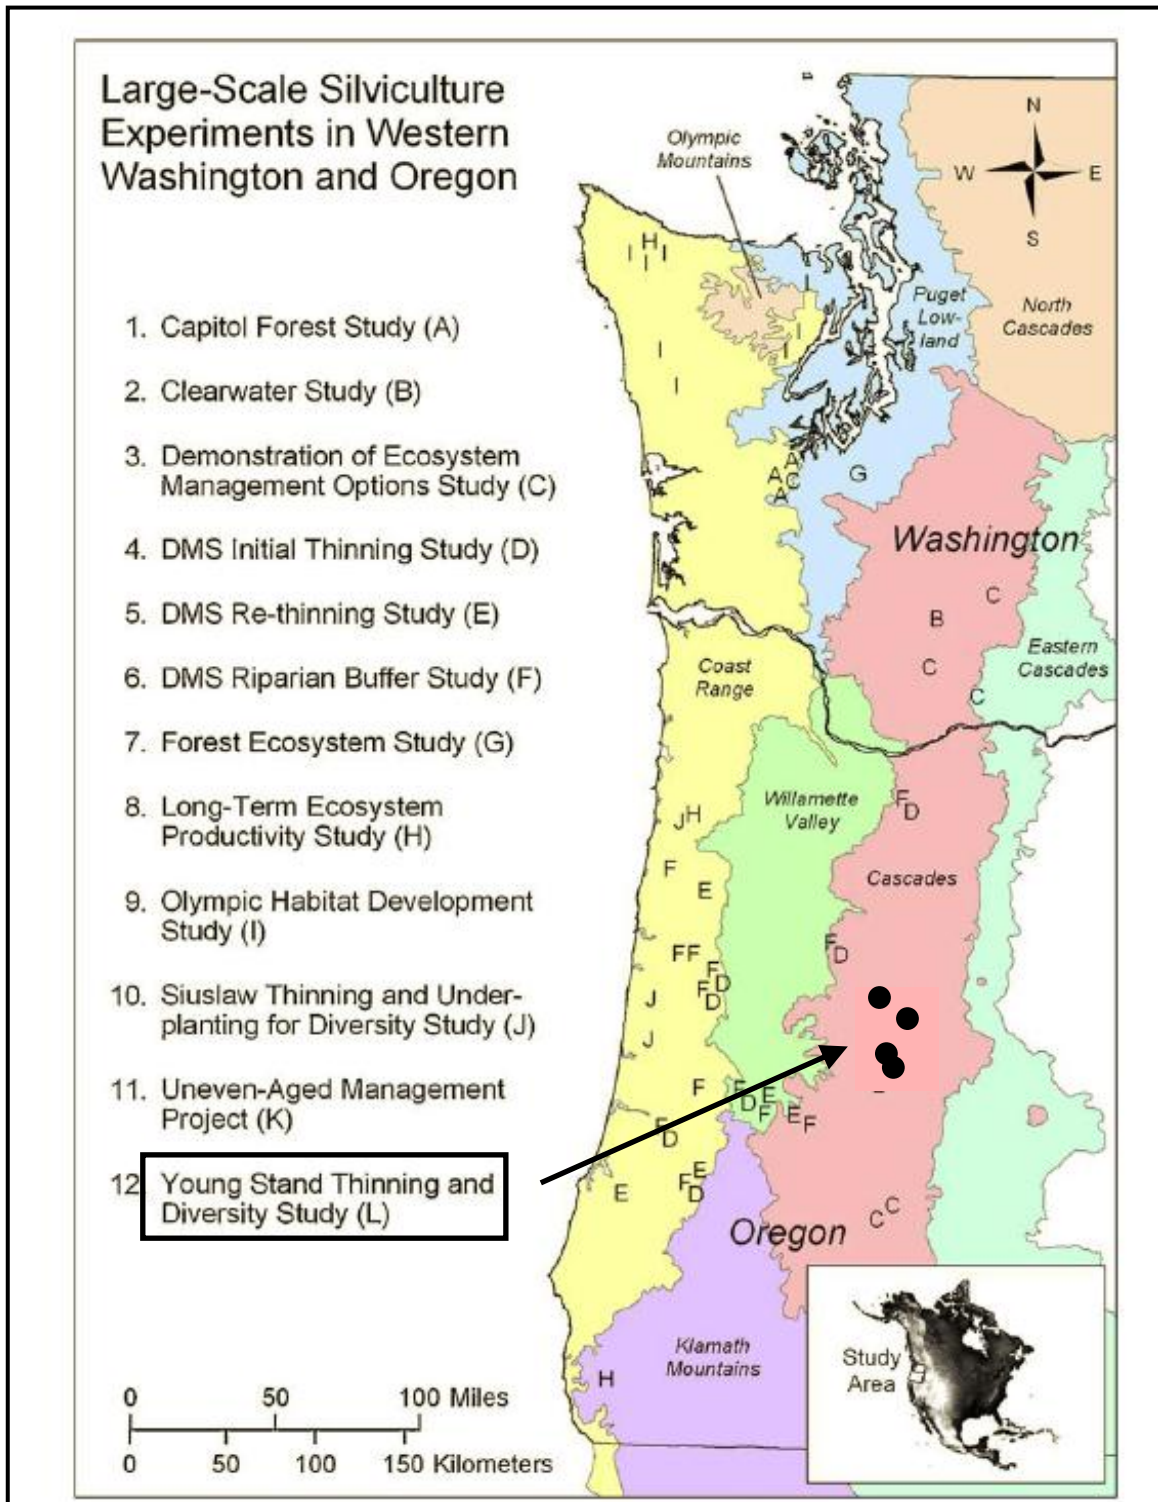 Large-Scale Silviculture
Experiments in Western
Washington and Oregon
1. Capitol Forest Study (A)
2. Clearwater Study (B)
3. Demonstration of Ecosystem
Management Options Study (C)
4. DMS Initial Thinning Study (D)
5. DMS Re-thinning Study (E)
6. DMS Riparian Buffer Study (F)
7. Forest Ecosystem Study (G)
8. Long-Term Ecosystem
Productivity Study (H)
9. Olympic Habitat Development
Study (I)
10. Siuslaw Thinning and Under-
planting for Diversity Study (J)
11. Uneven-Aged Management
Project (K)
12. Young Stand Thinning and
Diversity Study (L)
0 50 100 Miles
0 50 100 150 Kilometers
Olympic
Mountains
N
W E
S
H
I I
I
I
Puget
Low-
land
North
Cascades
I
I
I
I
A
A C
A
G
Washington
C
B
C
C
Eastern
Cascades
Coast
Range
Willamette
Valley
F
D
J H
F
E
Cascades
F
D
F F
F
D
F
D
J
J
F
F
D
E
F
E
F
F
D
E
E
F
D
C
C
Oregon
Klamath
Mountains
H
Study
Area